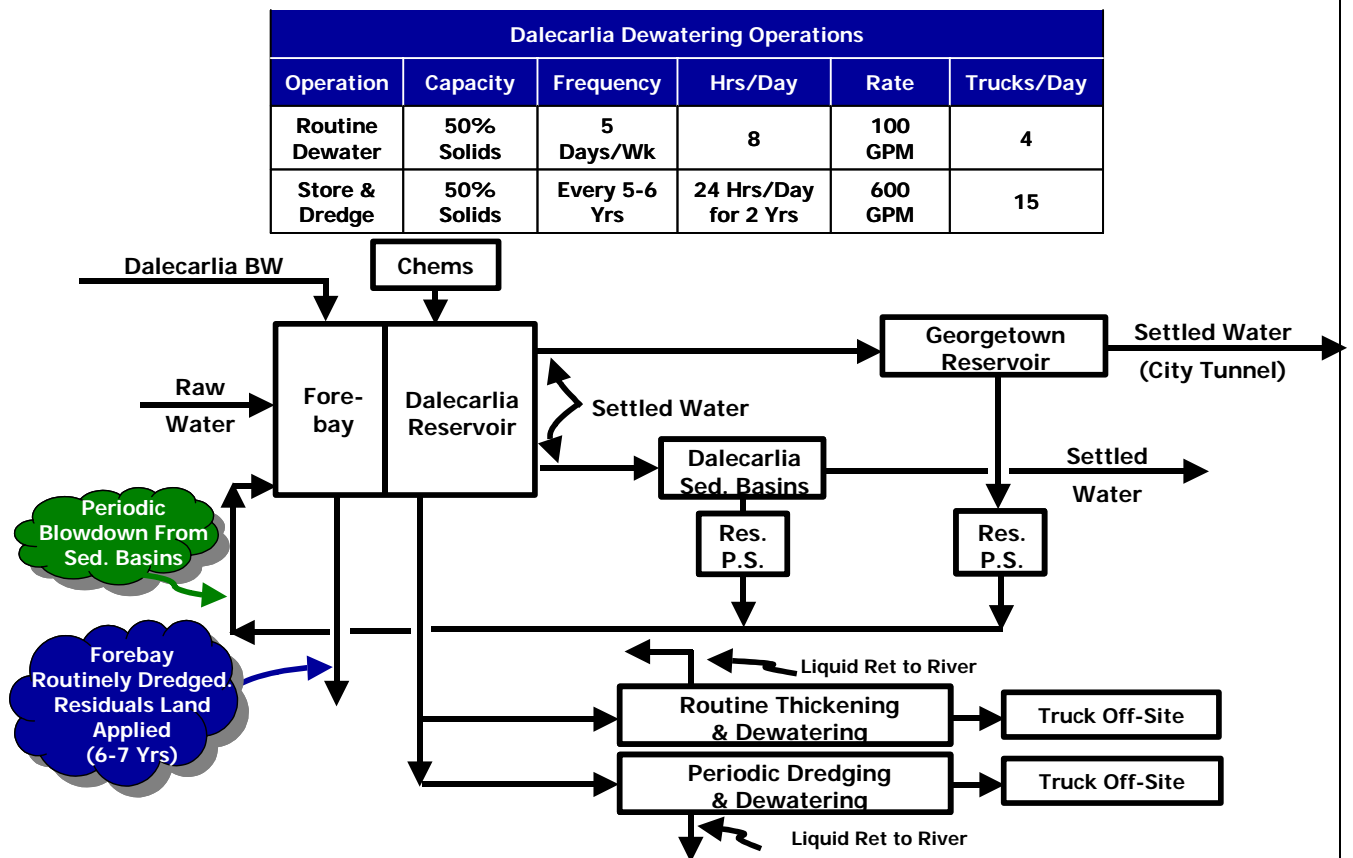 Dalecarlia Dewatering Operations
Operation Capacity Frequency Hrs/Day Rate Trucks/Day
Routine Dewater 50% Solids 5 Days/Wk 8 100 GPM 4
Store & Dredge 50% Solids Every 5-6 Yrs 24 Hrs/Day for 2 Yrs 600 GPM 15
Dalecarlia BW
Chems
Raw
Water
Fore-
bay
Dalecarlia
Reservoir
Settled Water
Georgetown
Reservoir
Settled Water
(City Tunnel)
Dalecarlia
Sed. Basins
Settled
Water
Res.
P.S.
Res.
P.S.
Periodic
Blowdown From
Sed. Basins
Forebay
Routinely Dredged.
Residuals Land
Applied
(6-7 Yrs)
Liquid Ret to River
Routine Thickening
& Dewatering
Truck Off-Site
Periodic Dredging
& Dewatering
Truck Off-Site
Liquid Ret to River